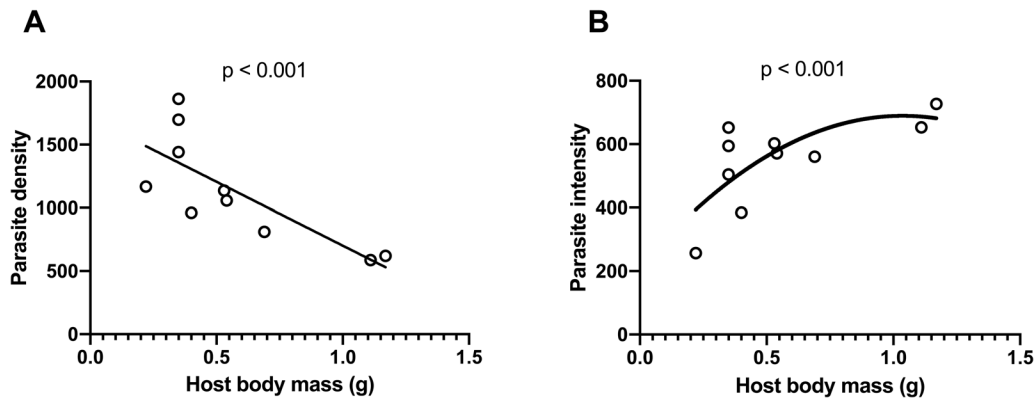 A
p < 0.001
2000
1500
1000
500
0
Parasite density
0.0
0.5
1.0
1.5
Host body mass (g)
B
p < 0.001
800
600
400
200
0
Parasite intensity
0.0
0.5
1.0
1.5
Host body mass (g)